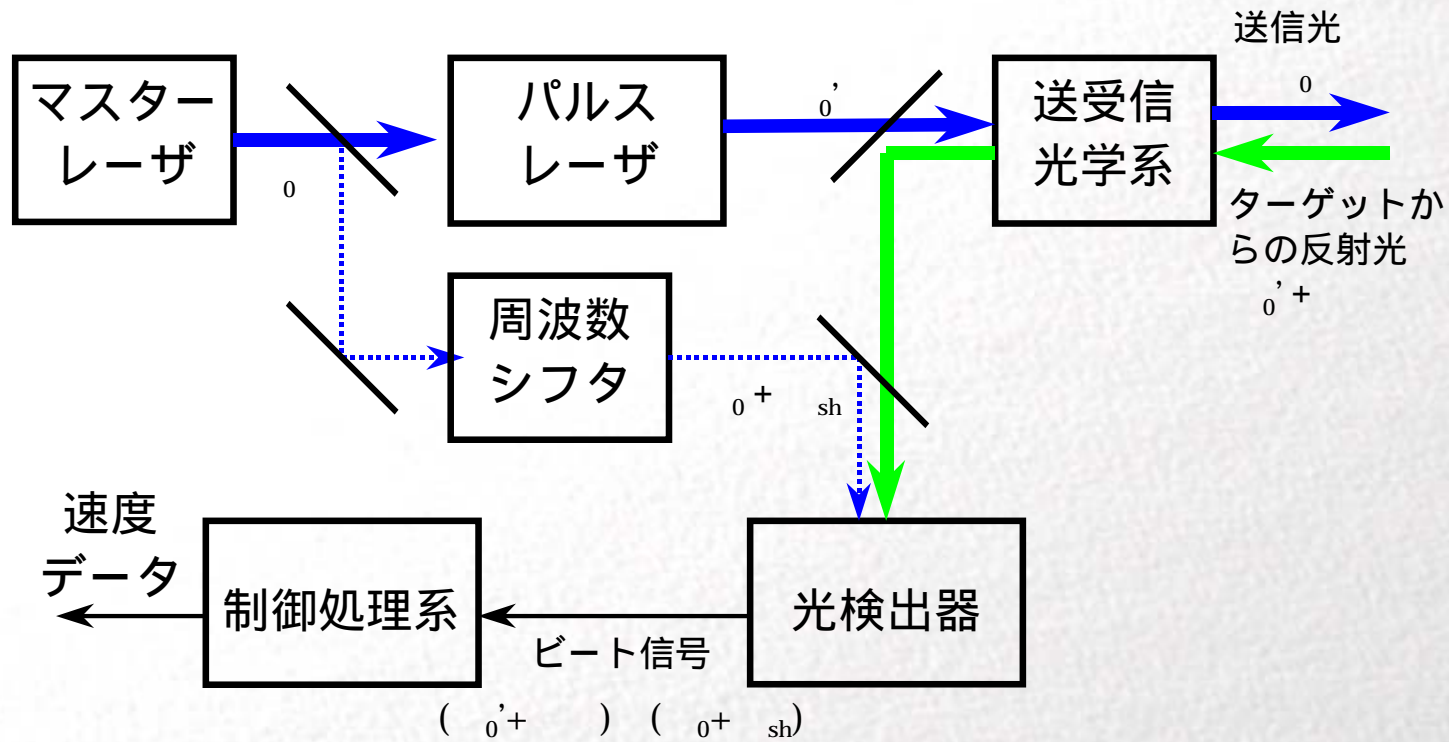 送信光
0
マスター
レーザ
パルス
レーザ
0'
送受信
光学系
0
ターゲットか
らの反射光
0' +
周波数
シフタ
0 + sh
速度
データ
制御処理系
ビート信号
光検出器
( 0'+ ) ( 0+ sh)